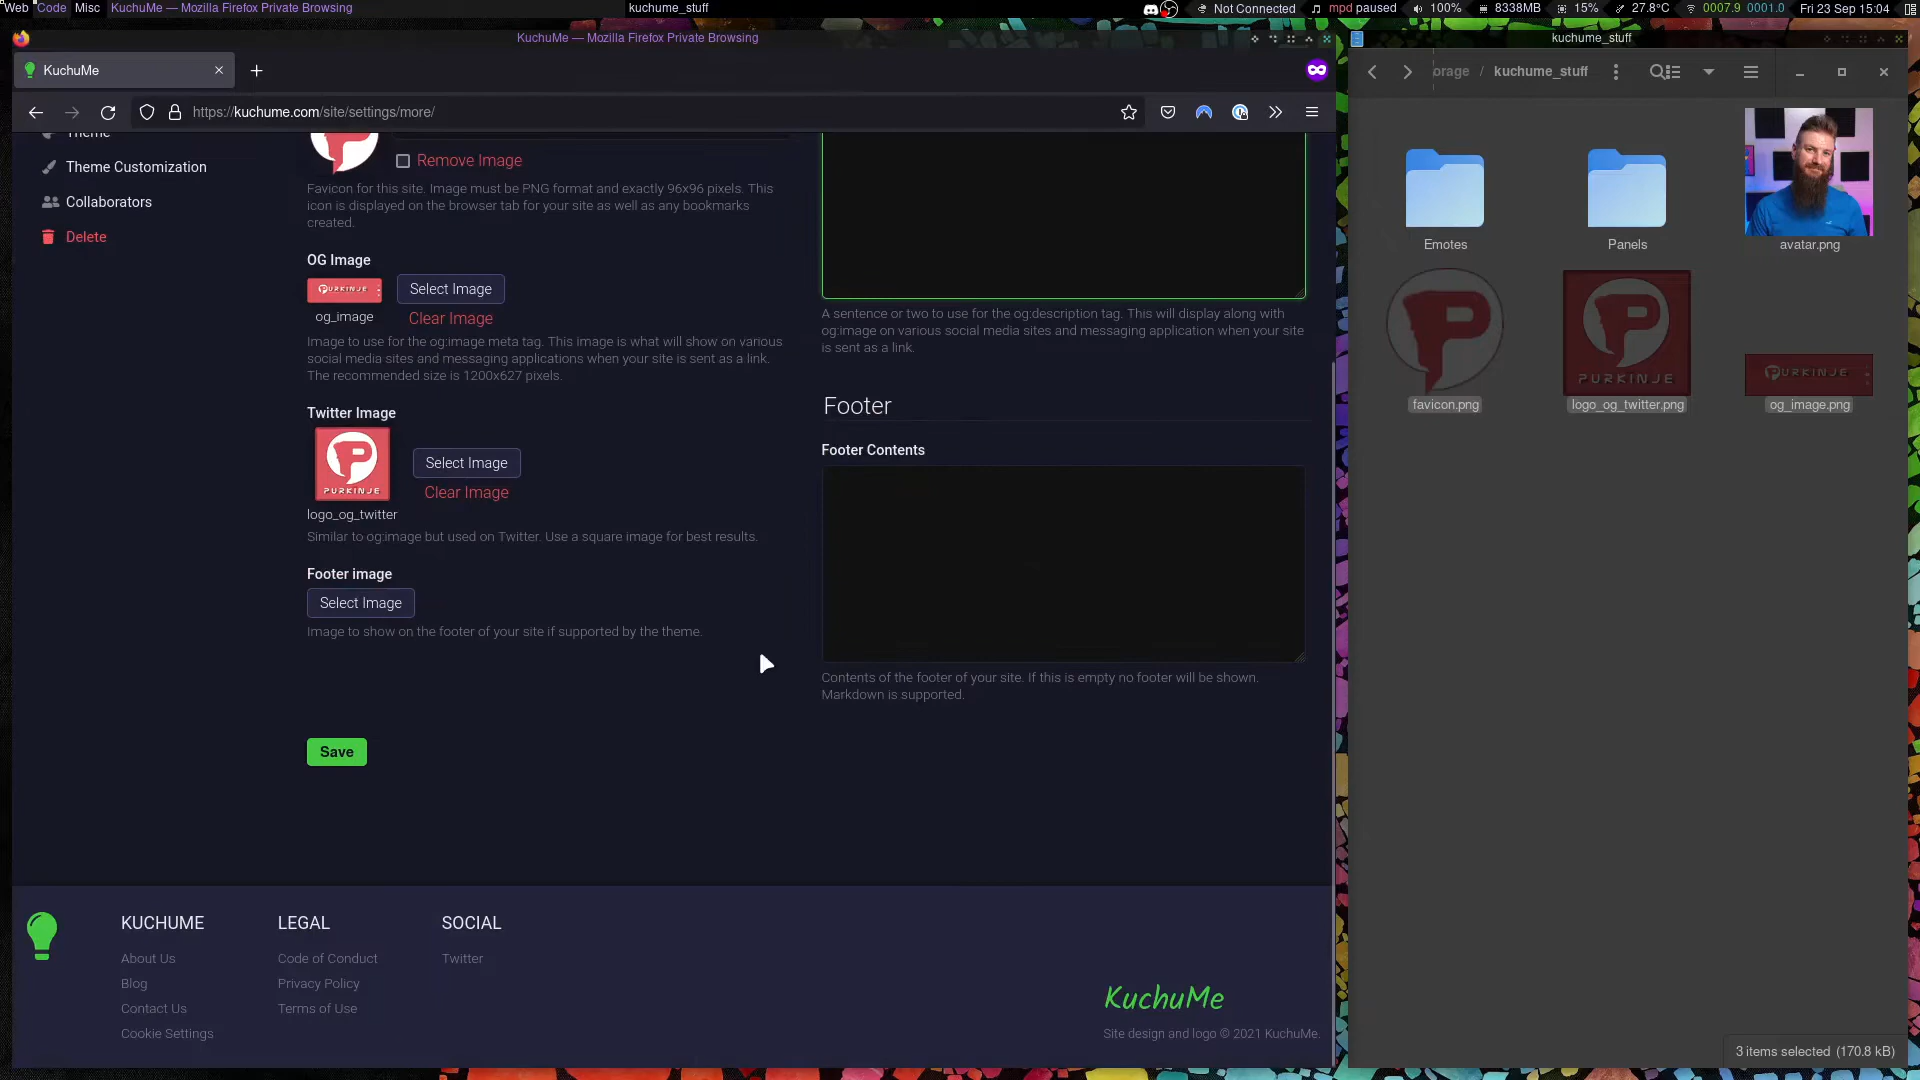 Web Code Misc KuchuMe — Mozilla Firefox Private Browsing kuchume_stuff Not Connected mpd paused 100% 8338MB 15% 27.8°C 0007.9 0001.0 Fri 23 Sep 15:04
KuchuMe — Mozilla Firefox Private Browsing
kuchume_stuff
KuchuMe
orage / kuchume_stuff
https://kuchume.com/site/settings/more/
Theme
Theme Customization
Collaborators
Delete
Remove Image
Favicon for this site. Image must be PNG format and exactly 96x96 pixels. This
icon is displayed on the browser tab for your site as well as any bookmarks
created.
OG Image
PURKINJE
Select Image
og_image
Clear Image
Image to use for the og:image meta tag. This image is what will show on various
social media sites and messaging applications when your site is sent as a link.
The recommended size is 1200x627 pixels.
Twitter Image
PURKINJE
Select Image
Clear Image
logo_og_twitter
Similar to og:image but used on Twitter. Use a square image for best results.
Footer image
Select Image
Image to show on the footer of your site if supported by the theme.
Save
A sentence or two to use for the og:description tag. This will display along with
og:image on various social media sites and messaging application when your site
is sent as a link.
Footer
Footer Contents
Contents of the footer of your site. If this is empty no footer will be shown.
Markdown is supported.
KUCHUME
About Us
Blog
Contact Us
Cookie Settings
LEGAL
Code of Conduct
Privacy Policy
Terms of Use
SOCIAL
Twitter
KuchuMe
Site design and logo © 2021 KuchuMe.
Emotes
Panels
avatar.png
PURKINJE
PURKINJE
favicon.png
logo_og_twitter.png
og_image.png
3 items selected (170.8 kB)